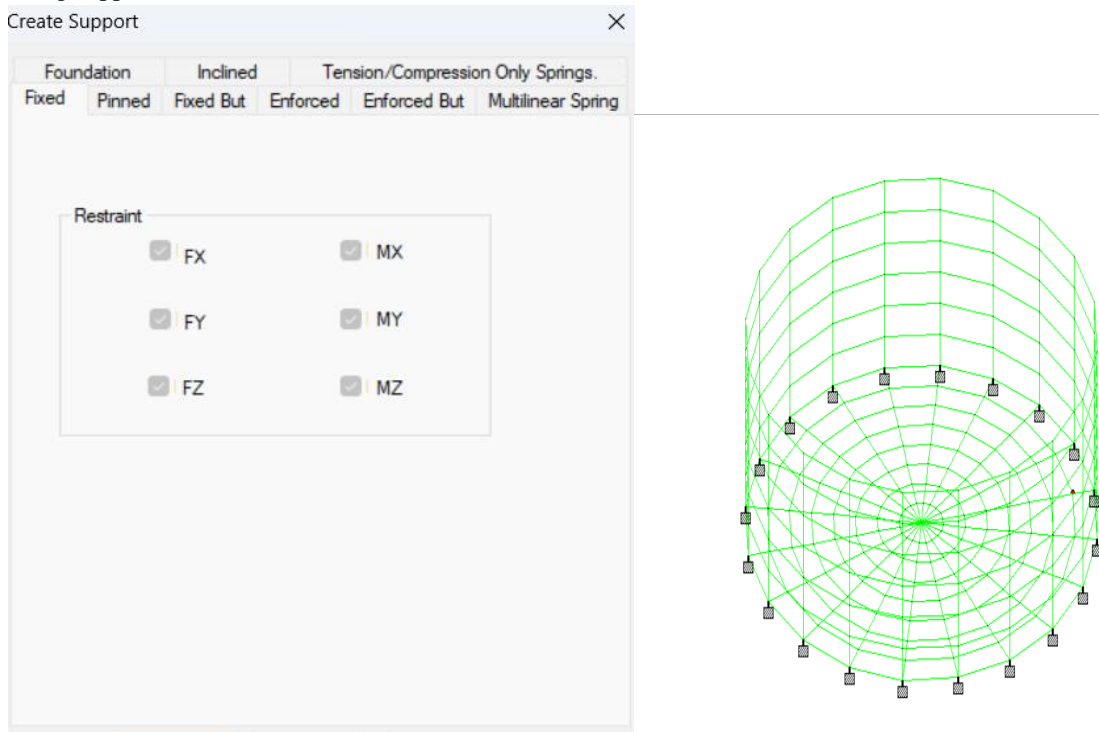 Create Support
Foundation Inclined Tension/Compression Only Springs.
Fixed Pinned Fixed But Enforced Enforced But Multilinear Spring
Restraint
FX MX
FY MY
FZ MZ